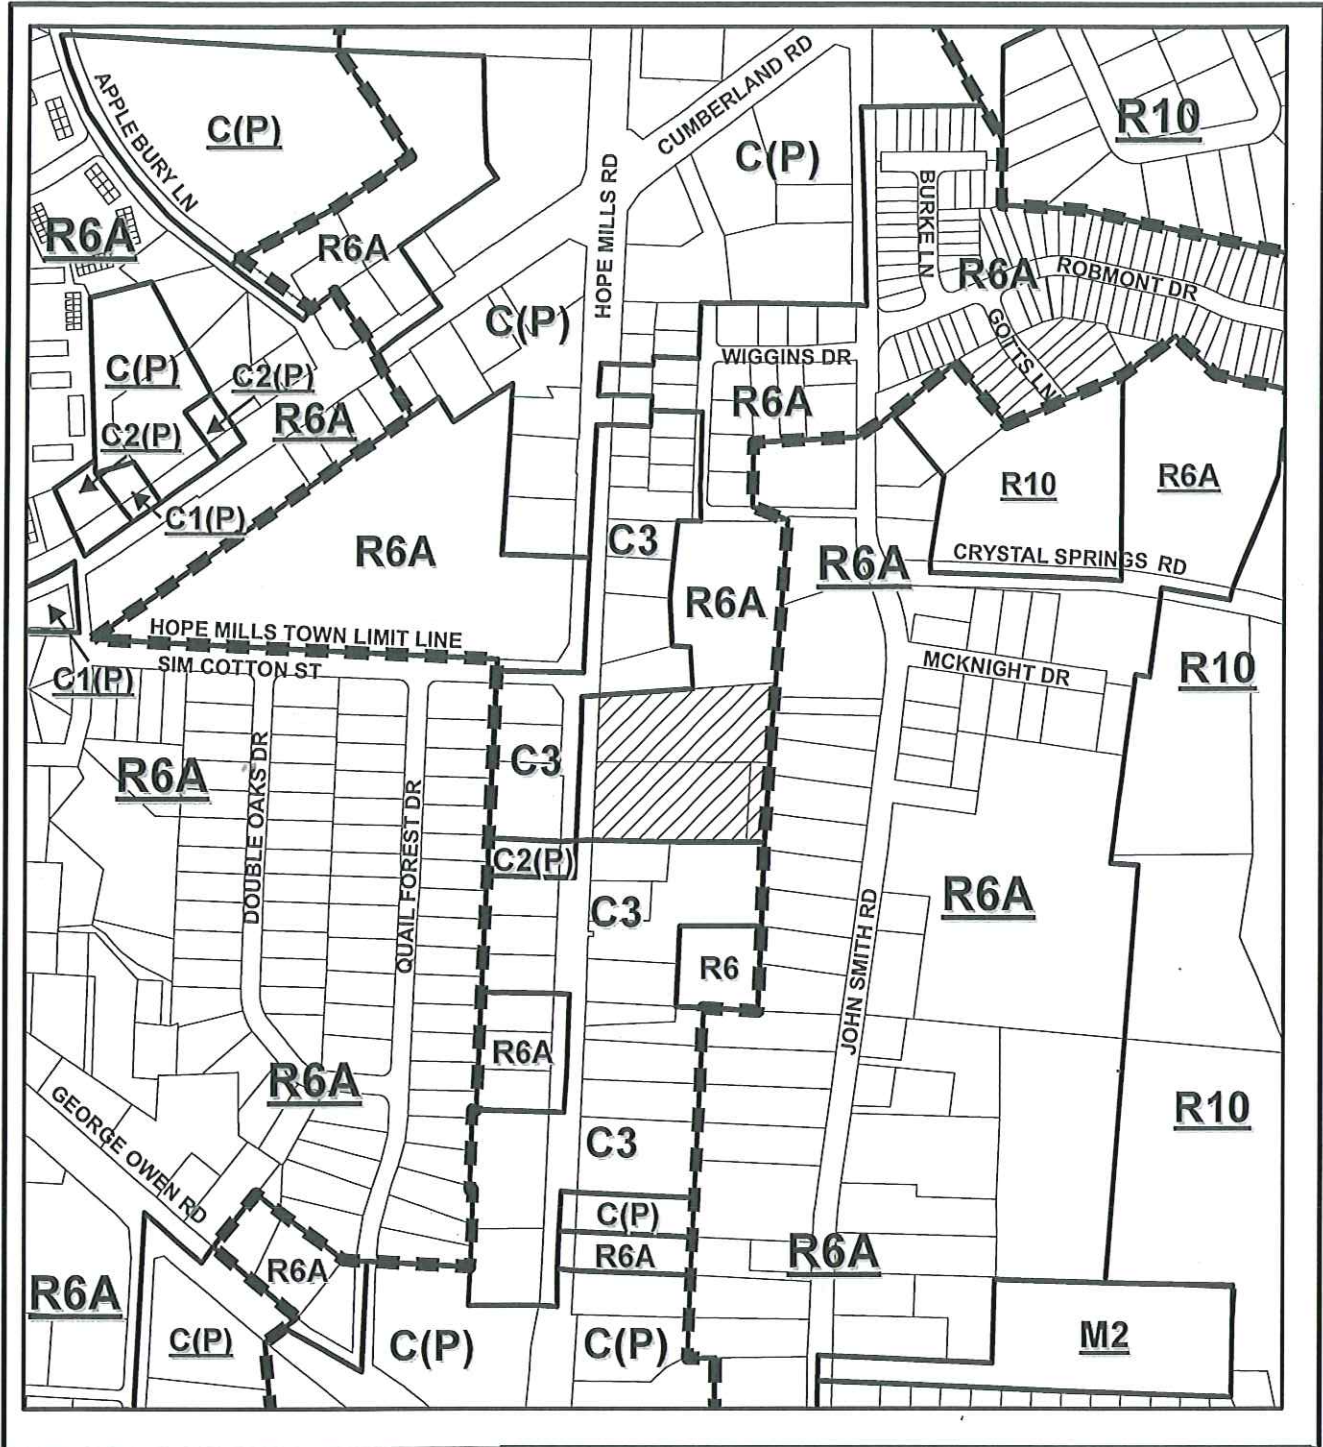 CUMBERLAND RD
APPLEBURY LN
C(P)
R10
C(P)
HOPE MILLS RD
BURKE LN
R6A
R6A
R6A
ROBMONT DR
C(P)
GOTTS LN
WIGGINS DR
C(P)
C2(P)
R6A
R6A
C2(P)
R10
R6A
C1(P)
C3
R6A
CRYSTAL SPRINGS RD
R6A
R6A
HOPE MILLS TOWN LIMIT LINE
SIM COTTON ST
MCKNIGHT DR
R10
C1(P)
DOUBLE OAKS DR
C3
R6A
QUAIL FOREST DR
C2(P)
R6A
C3
JOHN SMITH RD
R6
R6A
R6A
GEORGE OWEN RD
R10
C3
C(P)
R6A
R6A
R6A
R6A
C(P)
C(P)
C(P)
M2